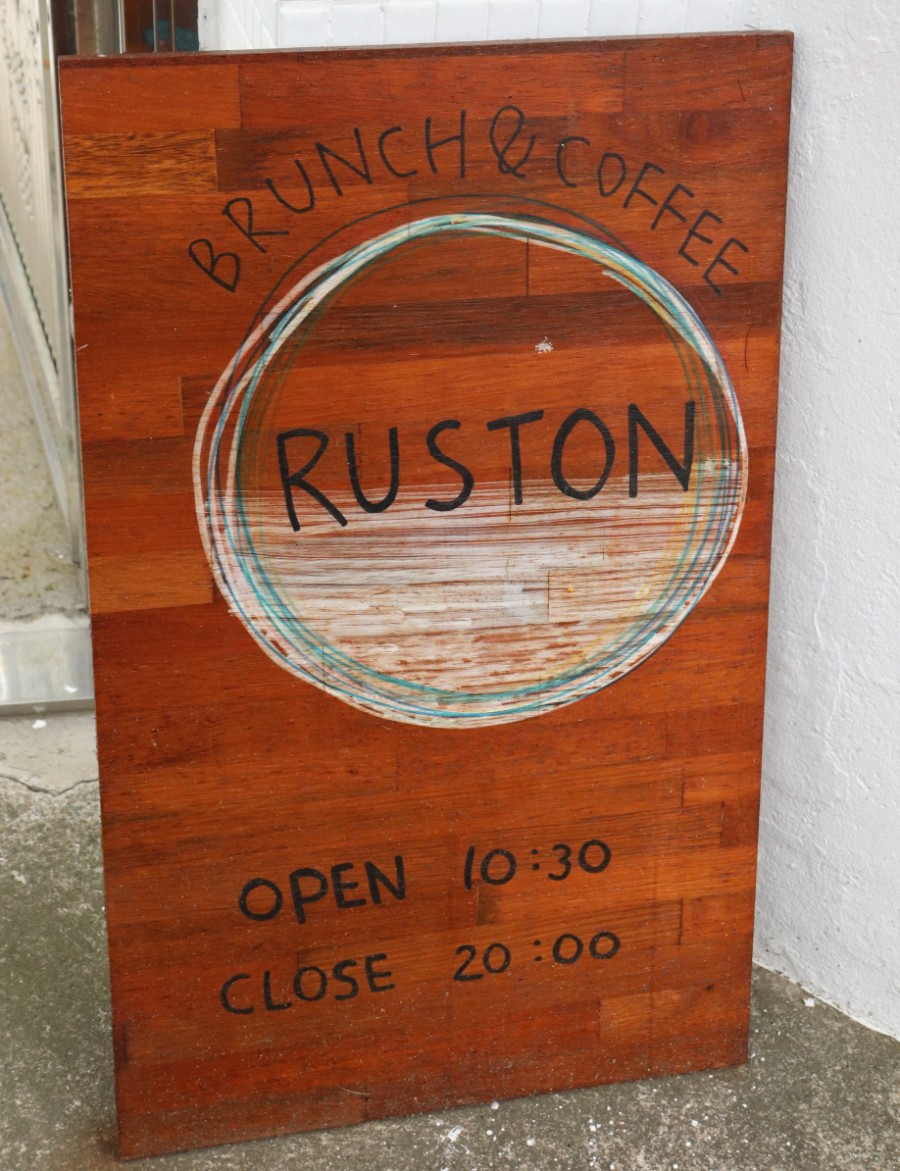 BRUNCH & COFFEE
RUSTON
OPEN 10:30
CLOSE 20:00